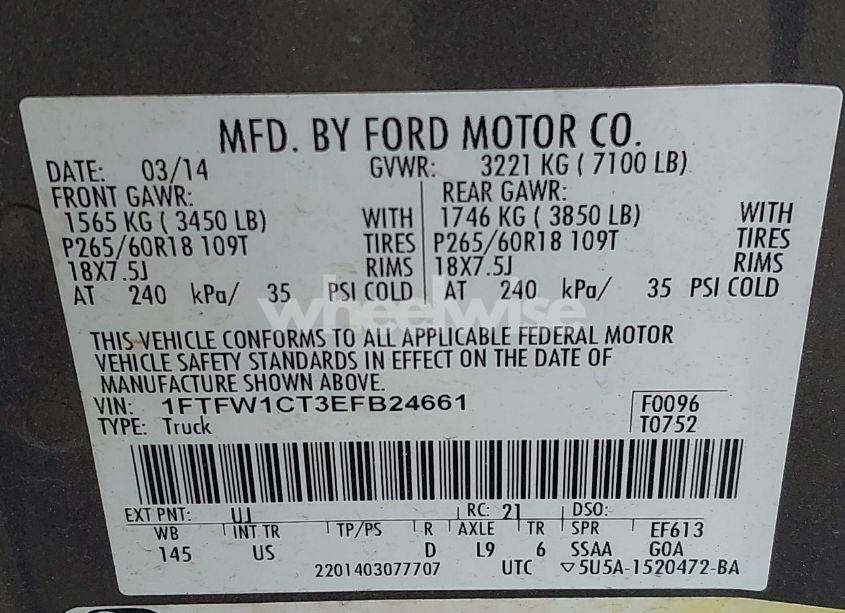 MFD. BY FORD MOTOR CO.
DATE: 03/14 GVWR: 3221 KG ( 7100 LB)
FRONT GAWR: REAR GAWR:
1565 KG ( 3450 LB) WITH 1746 KG ( 3850 LB) WITH
P265/60R18 109T TIRES P265/60R18 109T TIRES
18X7.5J RIMS 18X7.5J RIMS
AT 240 kPa/ 35 PSI COLD AT 240 kPa/ 35 PSI COLD
wheelwise
THIS VEHICLE CONFORMS TO ALL APPLICABLE FEDERAL MOTOR
VEHICLE SAFETY STANDARDS IN EFFECT ON THE DATE OF
MANUFACTURE SHOWN ABOVE.
VIN: 1FTFW1CT3EFB24661 F0096
TYPE: Truck T0752
EXT PNT: UJ RC: 21 DSO:
WB INT TR TP/PS R AXLE TR SPR EF613
145 US D L9 6 SSAA GOA
2201403077707 UTC ▽5U5A-1520472-BA